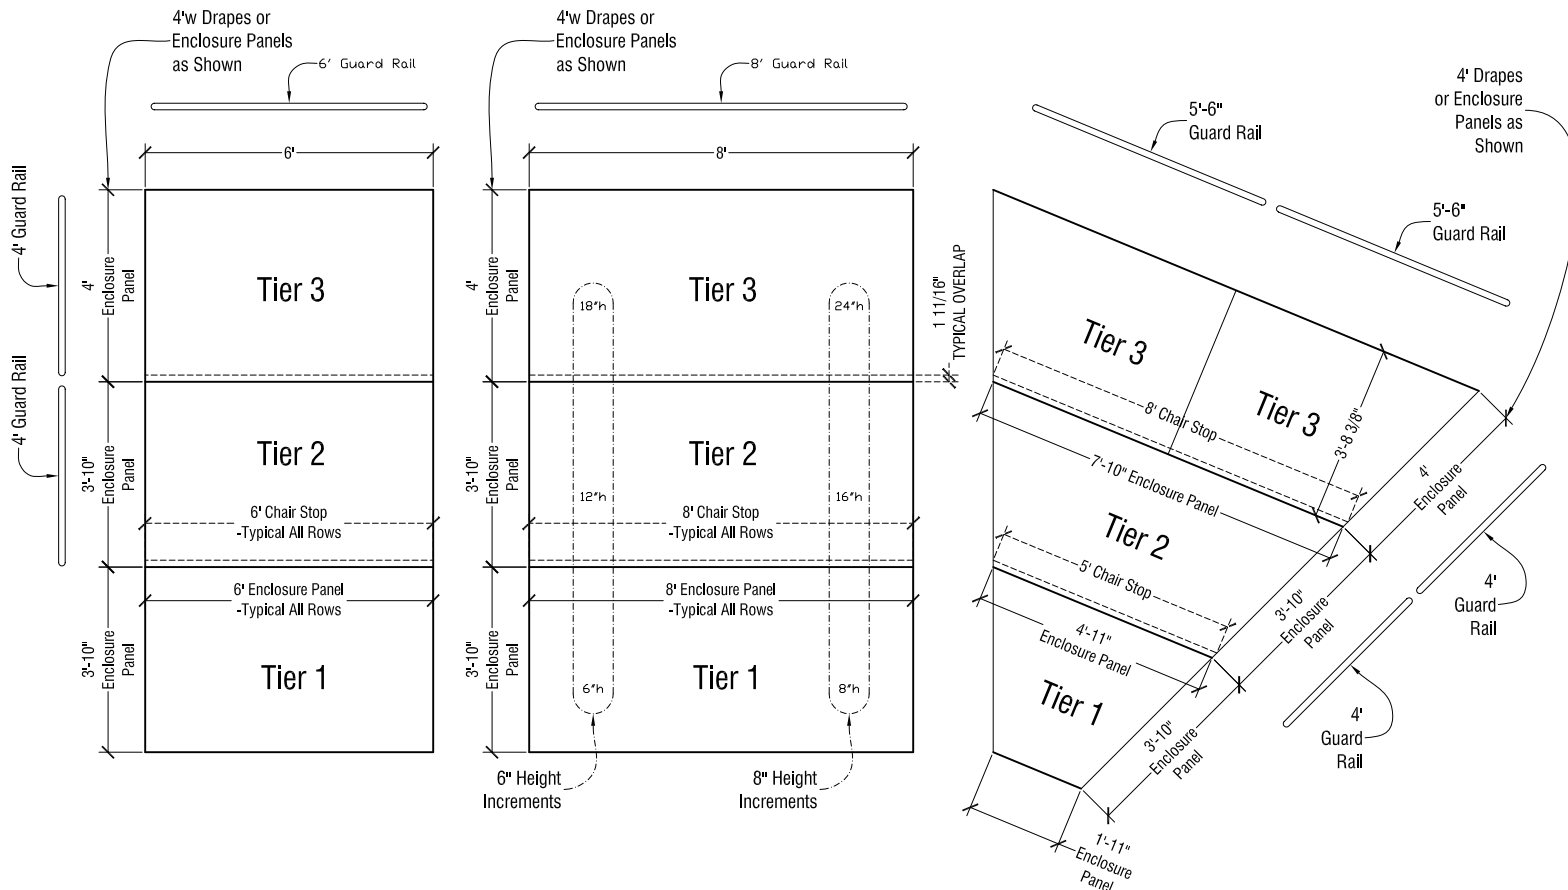 4'w Drapes or
Enclosure Panels
as Shown
6' Guard Rail
6'
4' Guard Rail
4' Guard Rail
4'
Enclosure
Panel
3'-10"
Enclosure
Panel
3'-10"
Enclosure
Panel
Tier 3
Tier 2
6' Chair Stop
-Typical All Rows
6' Enclosure Panel
-Typical All Rows
Tier 1
4'w Drapes or
Enclosure Panels
as Shown
8' Guard Rail
8'
4'
Enclosure
Panel
3'-10"
Enclosure
Panel
3'-10"
Enclosure
Panel
Tier 3
18"h
24"h
Tier 2
12"h
16"h
8' Chair Stop
-Typical All Rows
8' Enclosure Panel
-Typical All Rows
Tier 1
6"h
8"h
6" Height
Increments
8" Height
Increments
1 11/16"
TYPICAL OVERLAP
5'-6"
Guard Rail
5'-6"
Guard Rail
4' Drapes
or Enclosure
Panels as
Shown
Tier 3
Tier 3
8' Chair Stop
3'-8 3/8"
7'-10" Enclosure Panel
Tier 2
5' Chair Stop
4'-11"
Enclosure Panel
Tier 1
4'
Enclosure
Panel
3'-10"
Enclosure
Panel
3'-10"
Enclosure
Panel
1'-11"
Enclosure
Panel
4'
Guard
Rail
4'
Guard
Rail